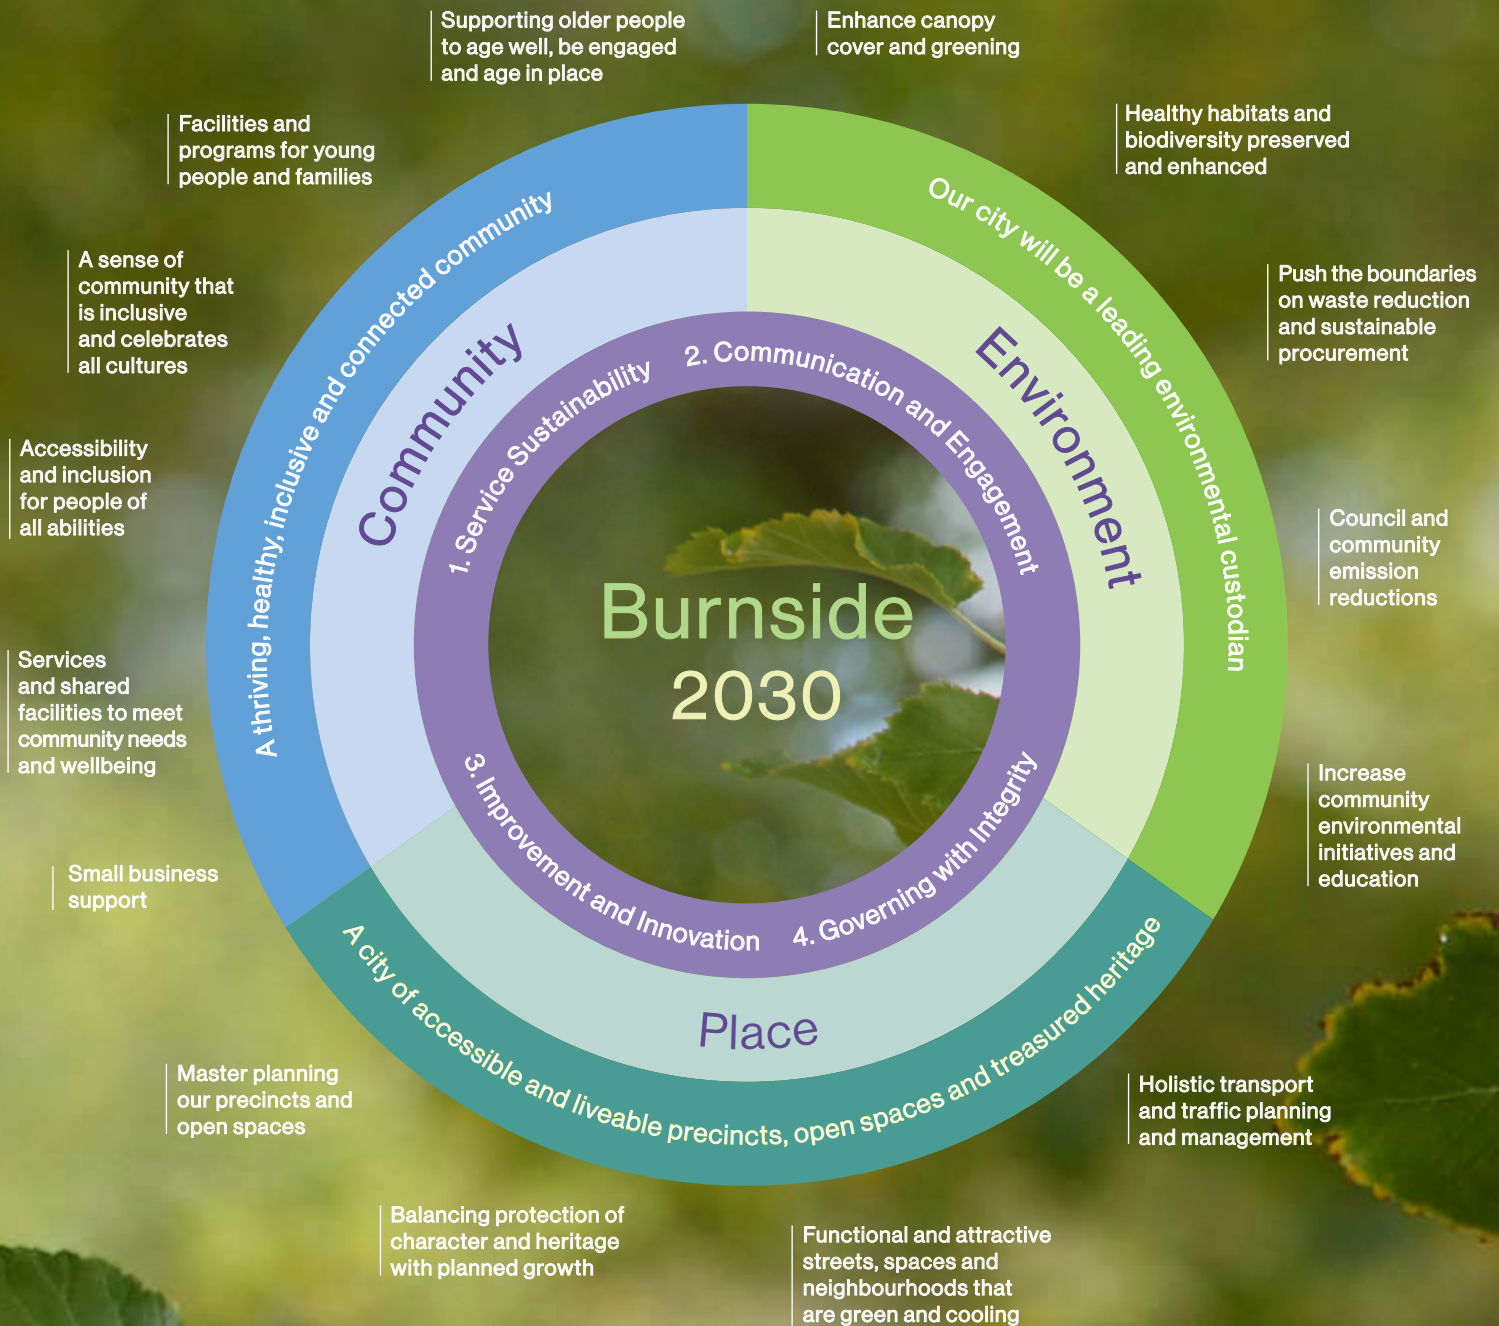 Supporting older people
to age well, be engaged
and age in place
Enhance canopy
cover and greening
Facilities and
programs for young
people and families
Healthy habitats and
biodiversity preserved
and enhanced
A sense of
community that
is inclusive
and celebrates
all cultures
Push the boundaries
on waste reduction
and sustainable
procurement
Accessibility
and inclusion
for people of
all abilities
Council and
community
emission
reductions
Services
and shared
facilities to meet
community needs
and wellbeing
Increase
community
environmental
initiatives and
education
Small business
support
Master planning
our precincts and
open spaces
Holistic transport
and traffic planning
and management
Balancing protection of
character and heritage
with planned growth
Functional and attractive
streets, spaces and
neighbourhoods that
are green and cooling
A thriving, healthy, inclusive and connected community
Our city will be a leading environmental custodian
A city of accessible and liveable precincts, open spaces and treasured heritage
Community
Environment
Place
1. Service Sustainability
2. Communication and Engagement
3. Improvement and Innovation
4. Governing with Integrity
Burnside
2030